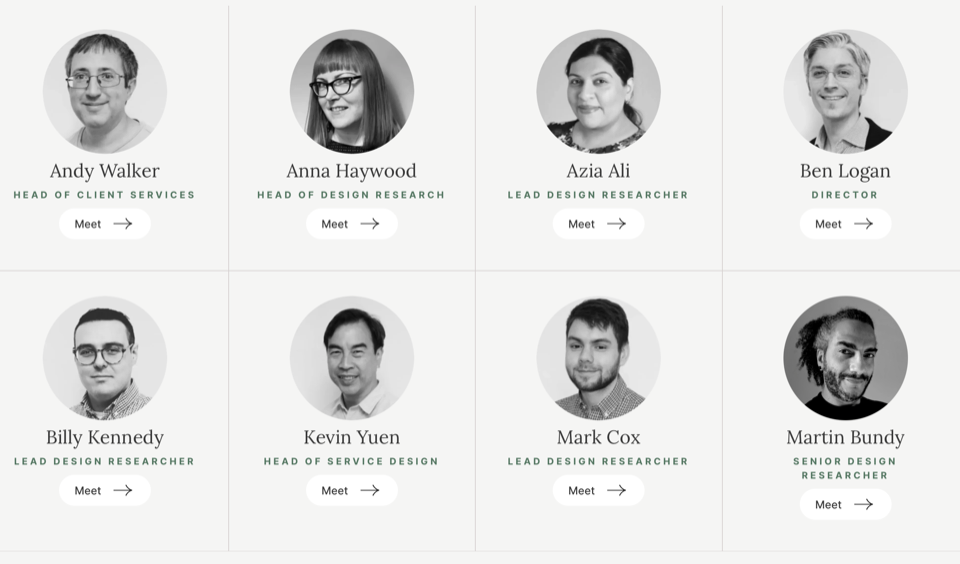 Andy Walker
HEAD OF CLIENT SERVICES
Meet →
Anna Haywood
HEAD OF DESIGN RESEARCH
Meet →
Azia Ali
LEAD DESIGN RESEARCHER
Meet →
Ben Logan
DIRECTOR
Meet →
Billy Kennedy
LEAD DESIGN RESEARCHER
Meet →
Kevin Yuen
HEAD OF SERVICE DESIGN
Meet →
Mark Cox
LEAD DESIGN RESEARCHER
Meet →
Martin Bundy
SENIOR DESIGN
RESEARCHER
Meet →